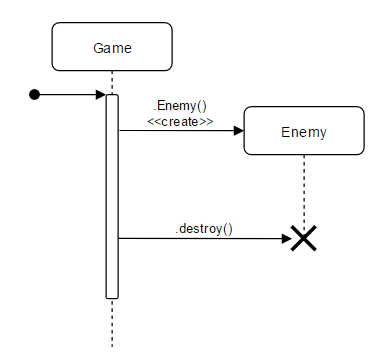 Game
.Enemy()
<<create>>
Enemy
.destroy()